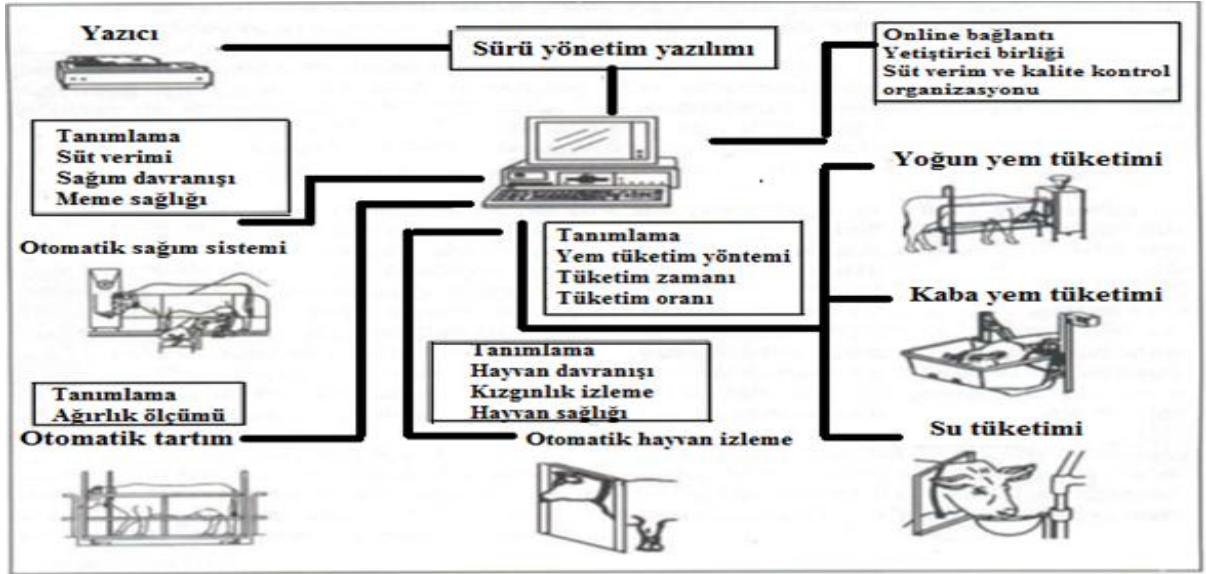 Yazıcı
Sürü yönetim yazılımı
Online bağlantı
Yetiştirici birliği
Süt verim ve kalite kontrol
organizasyonu
Tanımlama
Süt verimi
Sağım davranışı
Meme sağlığı
Yoğun yem tüketimi
Otomatik sağım sistemi
Tanımlama
Yem tüketim yöntemi
Tüketim zamanı
Tüketim oranı
Kaba yem tüketimi
Tanımlama
Hayvan davranışı
Kızgınlık izleme
Hayvan sağlığı
Tanımlama
Ağırlık ölçümü
Otomatik tartım
Otomatik hayvan izleme
Su tüketimi